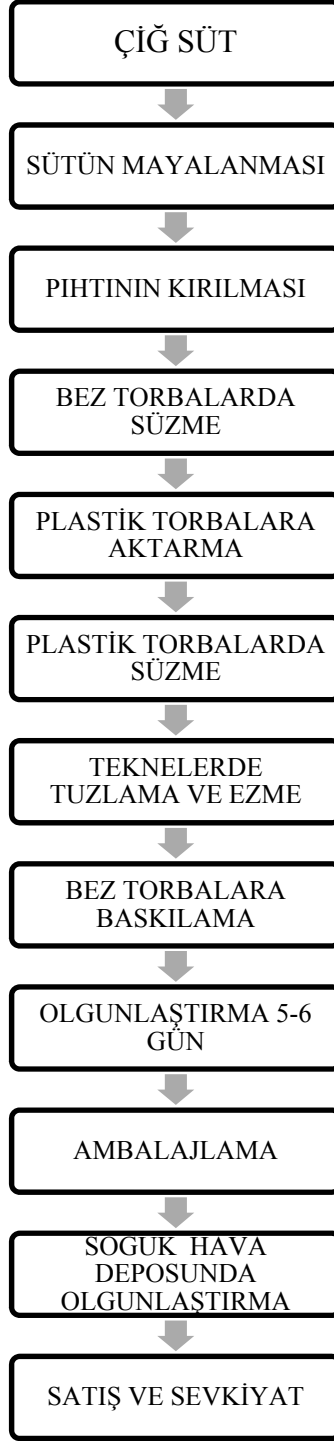 ÇİĞ SÜT
SÜTÜN MAYALANMASI
PIHTININ KIRILMASI
BEZ TORBALARDA
SÜZME
PLASTİK TORBALARA
AKTARMA
PLASTİK TORBALARDA
SÜZME
TEKNELERDE
TUZLAMA VE EZME
BEZ TORBALARA
BASKILAMA
OLGUNLAŞTIRMA 5-6
GÜN
AMBALAJLAMA
SOĞUK HAVA
DEPOSUNDA
OLGUNLAŞTIRMA
SATIŞ VE SEVKİYAT